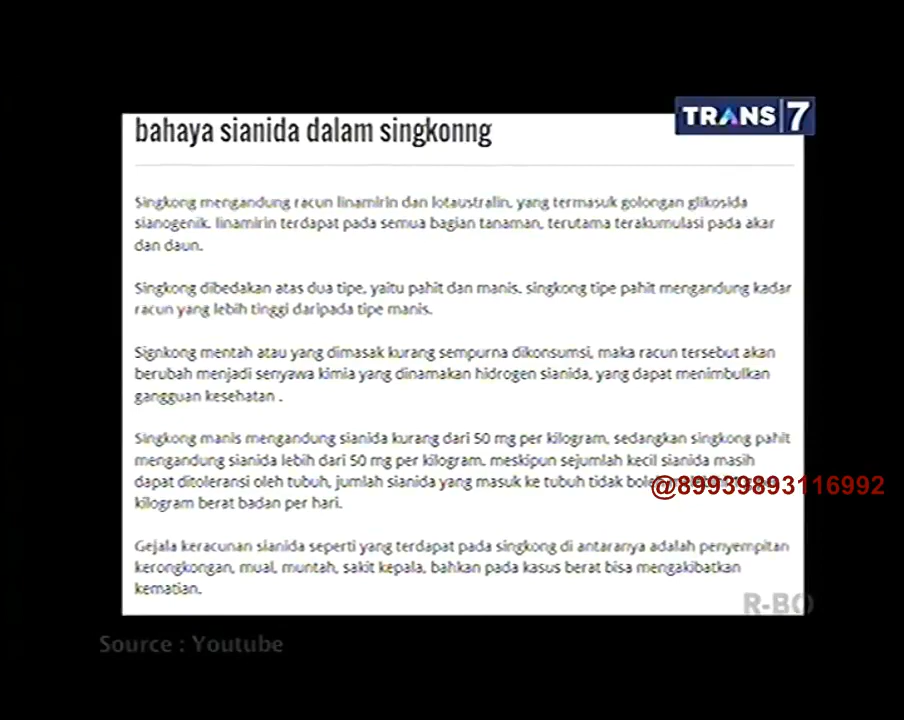 TRANS 7
bahaya sianida dalam singkonng
Singkong mengandung racun linamirin dan lotaustralin, yang termasuk golongan glikosida
sianogenik. linamirin terdapat pada semua bagian tanaman, terutama terakumulasi pada akar
dan daun.
Singkong dibedakan atas dua tipe, yaitu pahit dan manis. singkong tipe pahit mengandung kadar
racun yang lebih tinggi daripada tipe manis.
Signkong mentah atau yang dimasak kurang sempurna dikonsumsi, maka racun tersebut akan
berubah menjadi senyawa kimia yang dinamakan hidrogen sianida, yang dapat menimbulkan
gangguan kesehatan .
Singkong manis mengandung sianida kurang dari 50 mg per kilogram, sedangkan singkong pahit
mengandung sianida lebih dari 50 mg per kilogram. meskipun sejumlah kecil sianida masih
dapat ditoleransi oleh tubuh, jumlah sianida yang masuk ke tubuh tidak
@89939893116992
kilogram berat badan per hari.
Gejala keracunan sianida seperti yang terdapat pada singkong di antaranya adalah penyempitan
kerongkongan, mual, muntah, sakit kepala, bahkan pada kasus berat bisa mengakibatkan
kematian.
R-BO
Source : Youtube